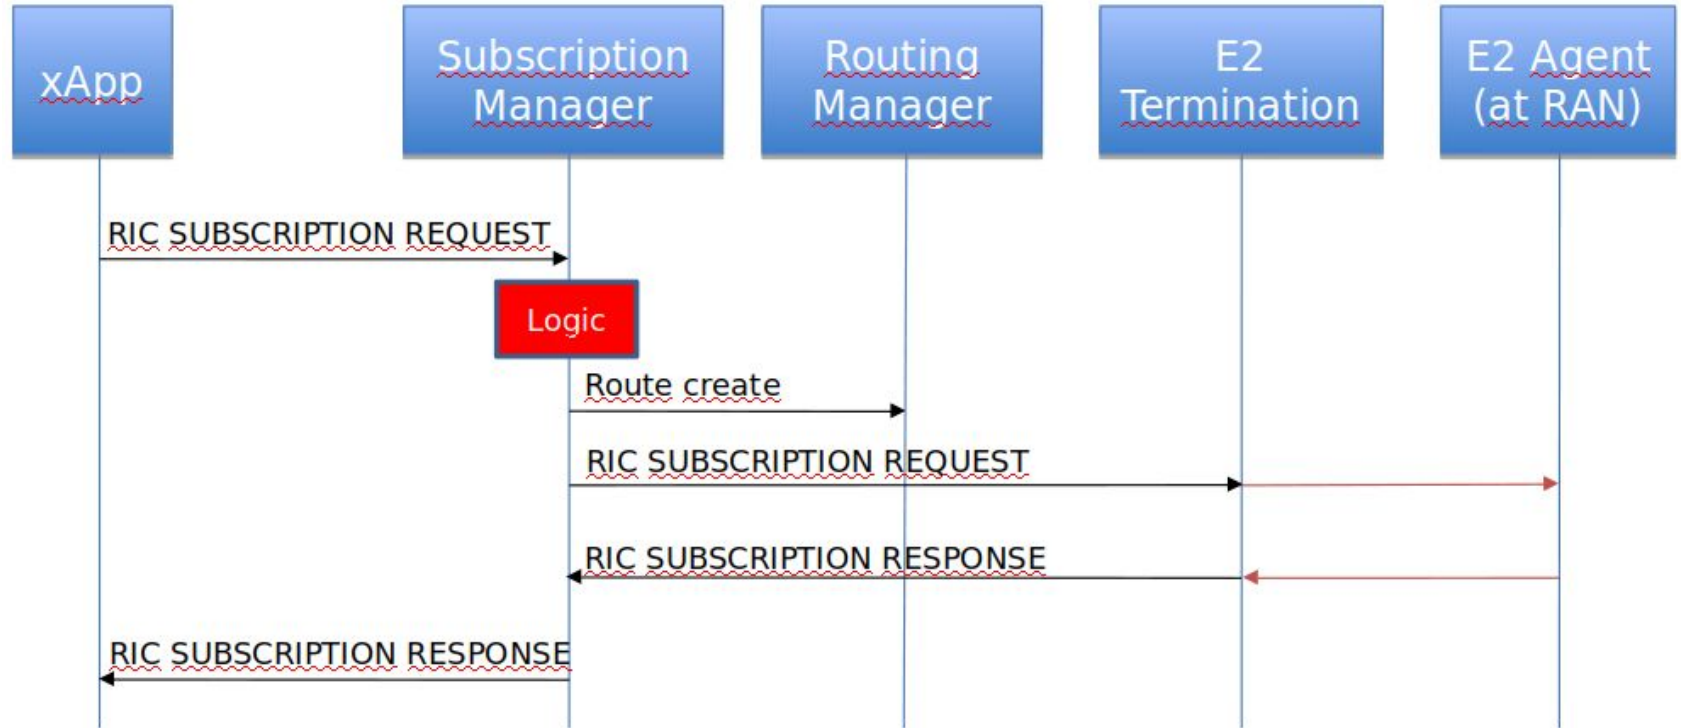 xApp
Subscription
Manager
Routing
Manager
E2
Termination
E2 Agent
(at RAN)
RIC SUBSCRIPTION REQUEST
Logic
Route create
RIC SUBSCRIPTION REQUEST
RIC SUBSCRIPTION RESPONSE
RIC SUBSCRIPTION RESPONSE